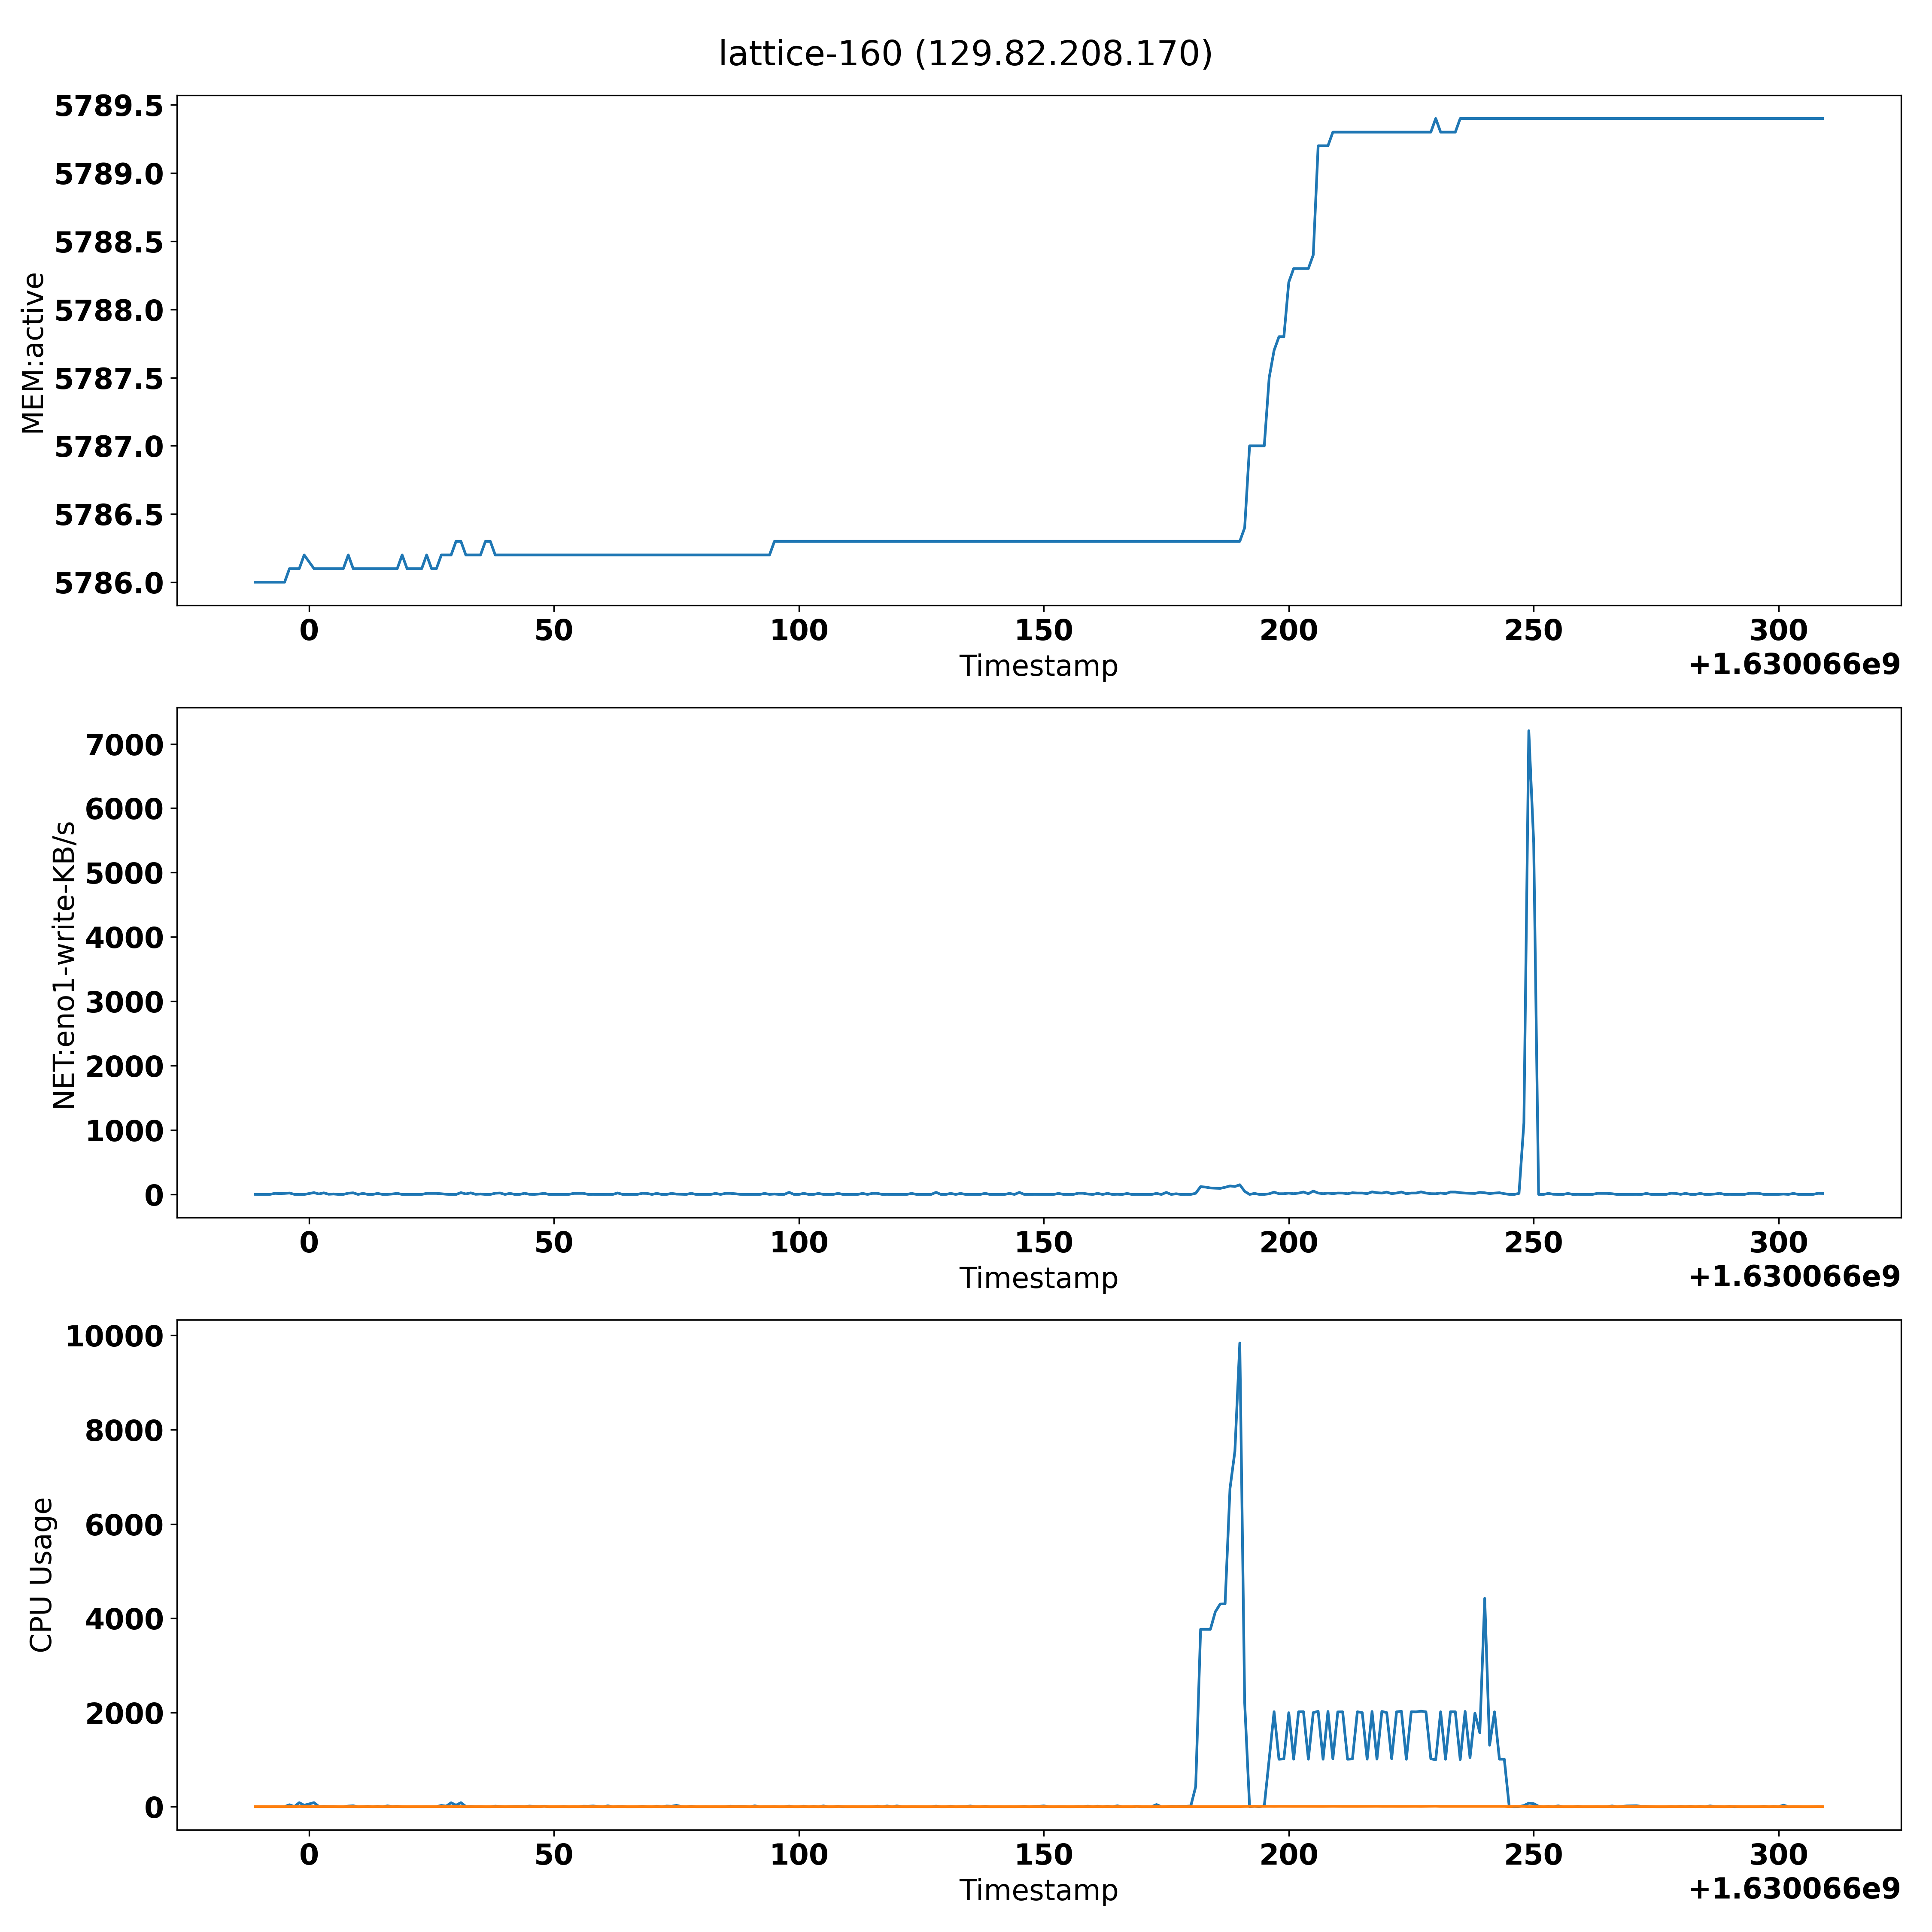 lattice-160 (129.82.208.170)
5789.5
5789.0
5788.5
5788.0
5787.5
5787.0
5786.5
5786.0
MEM:active
0 50 100 150 200 250 300
Timestamp
+1.630066e9
7000
6000
5000
4000
3000
2000
1000
0
NET:eno1-write-KB/s
0 50 100 150 200 250 300
Timestamp
+1.630066e9
10000
8000
6000
4000
2000
0
CPU Usage
0 50 100 150 200 250 300
Timestamp
+1.630066e9